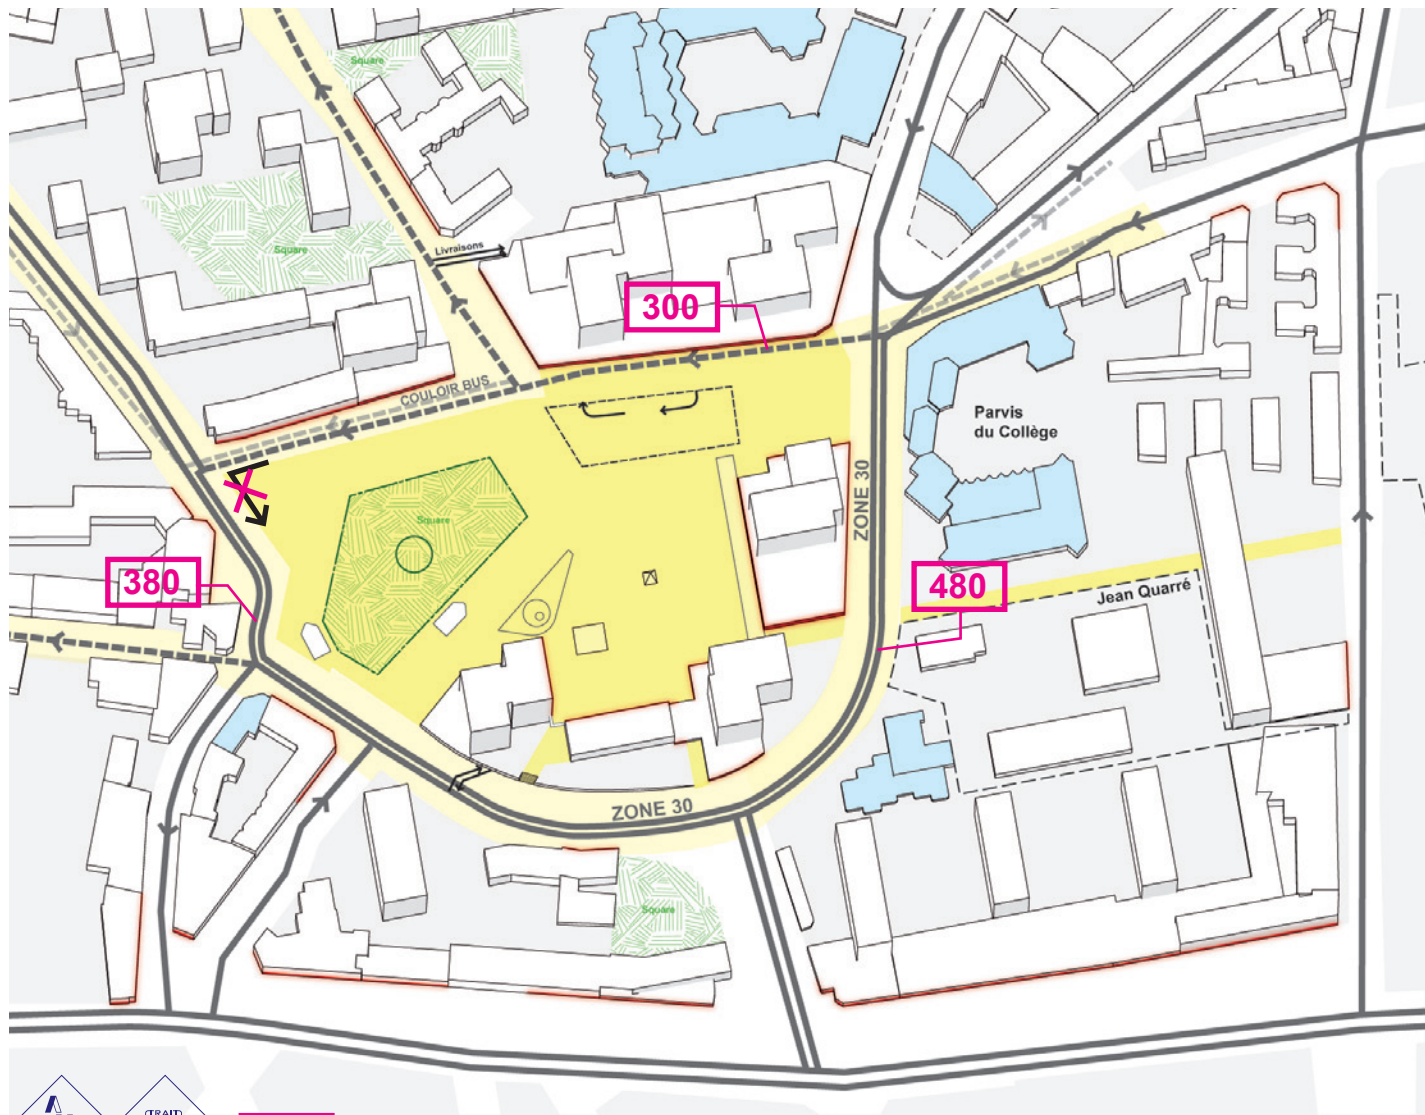 Square
Square
Livraisons
300
COULOIR BUS
Parvis
du Collège
ZONE 30
Square
380
480
Jean Quarré
ZONE 30
Square
TRAIT